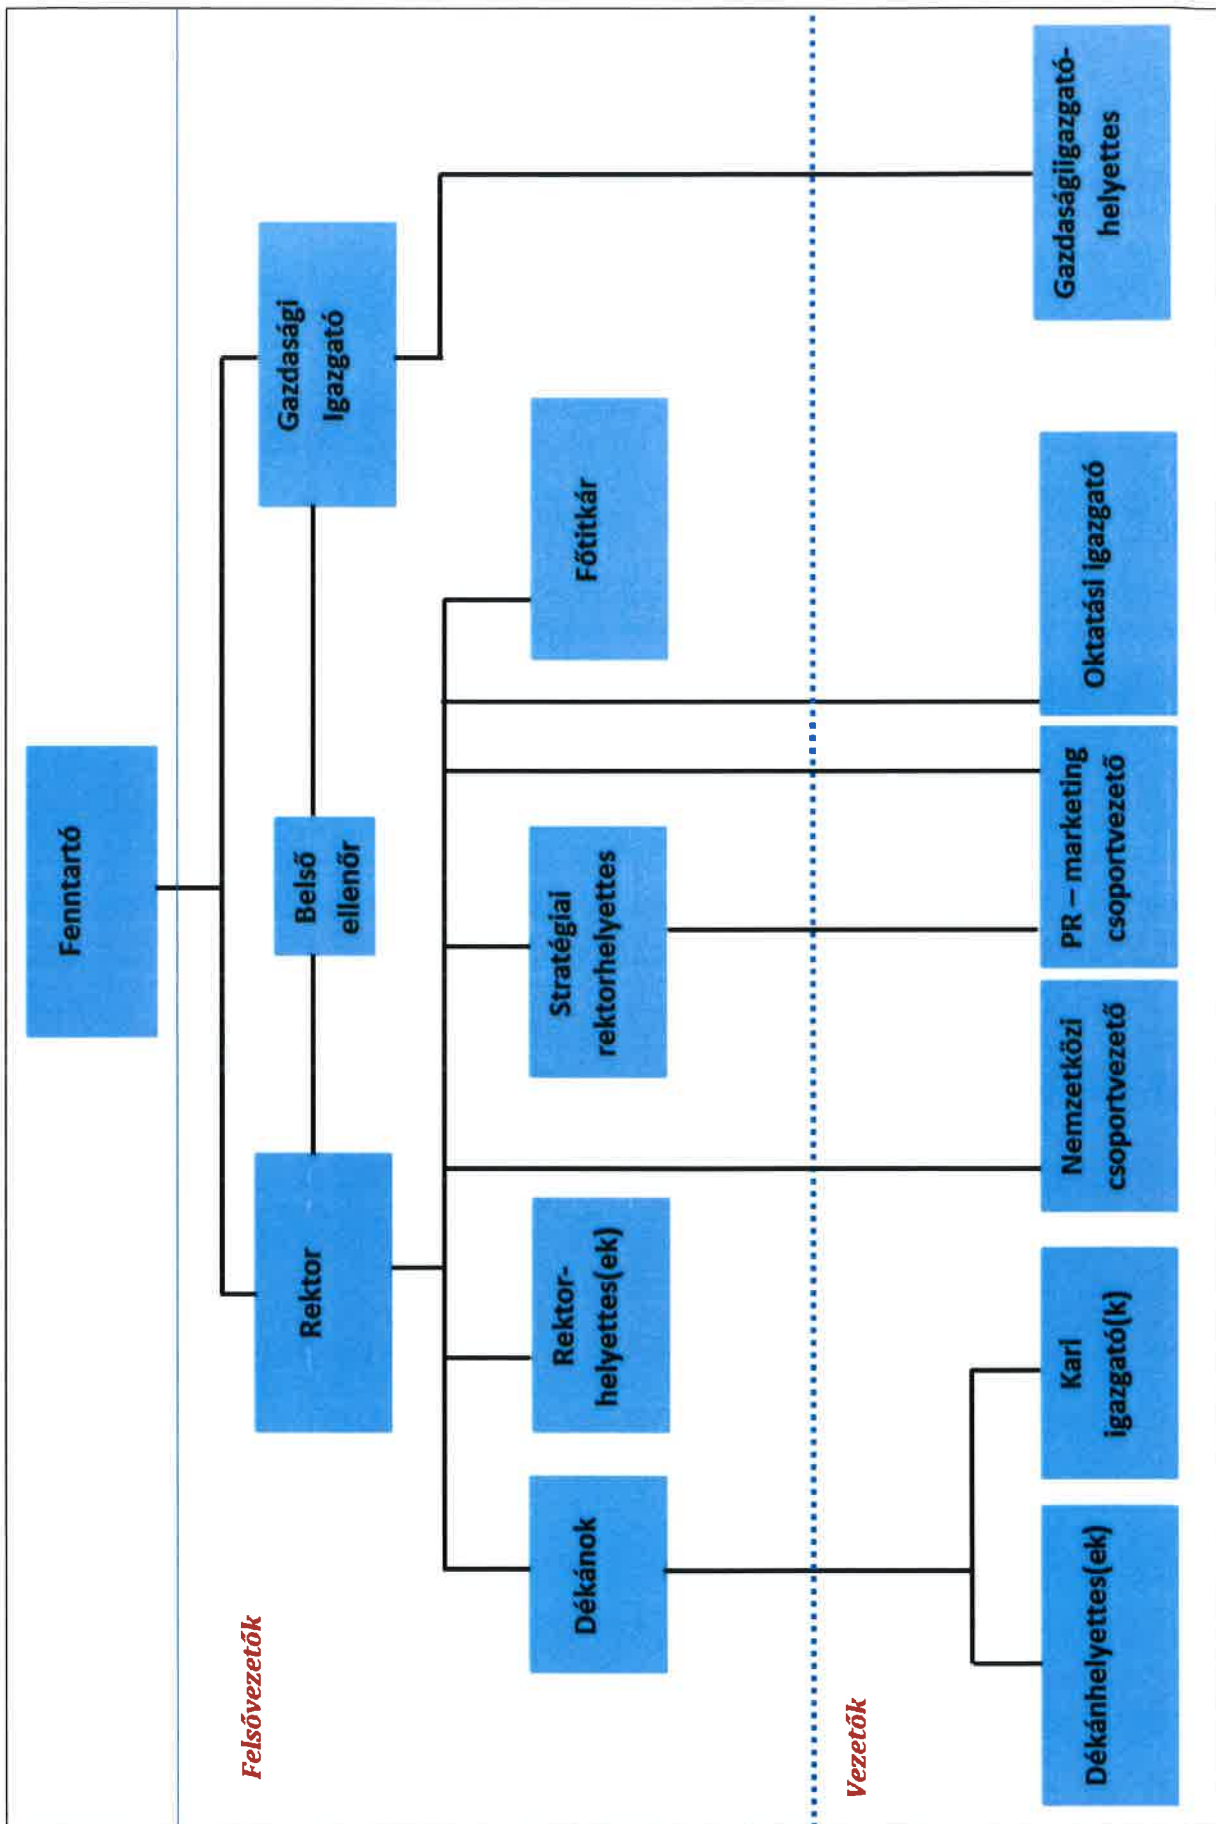 Fenntartó
Felsővezetők
Rektor
Belső
ellenőr
Gazdasági
Igazgató
Dékánok
Rektor-
helyettes(ek)
Stratégiai
rektorhelyettes
Főtitkár
Vezetők
Dékánhelyettes(ek)
Kari
igazgató(k)
Nemzetközi
csoportvezető
PR – marketing
csoportvezető
Oktatási igazgató
Gazdaságiigazgató-
helyettes